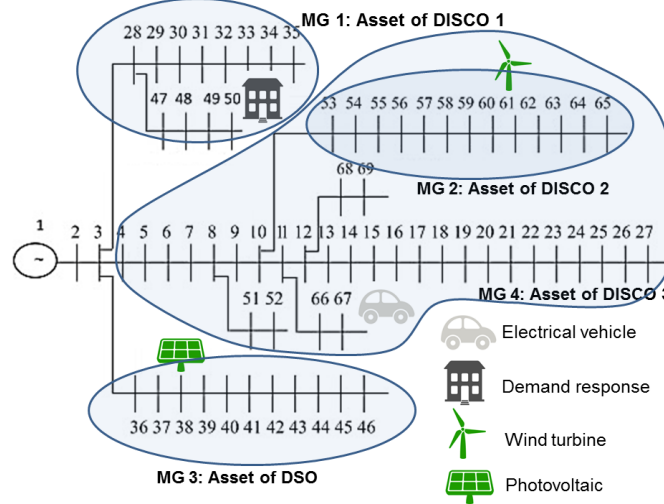 MG 1: Asset of DISCO 1
28 29 30 31 32 33 34 35
47 48 49 50
53 54 55 56 57 58 59 60 61 62 63 64 65
68 69
MG 2: Asset of DISCO 2
1
~
2 3 4 5 6 7 8 9 10 11 12 13 14 15 16 17 18 19 20 21 22 23 24 25 26 27
MG 4: Asset of DISCO 3
51 52
66 67
Electrical vehicle
Demand response
36 37 38 39 40 41 42 43 44 45 46
Wind turbine
MG 3: Asset of DSO
Photovoltaic